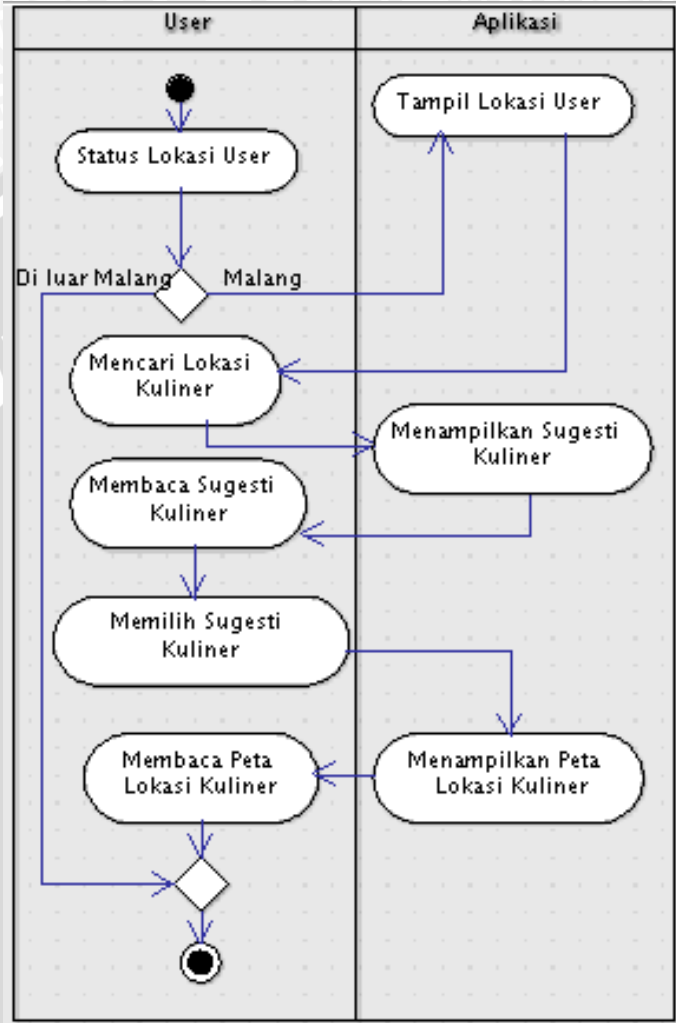 User
Aplikasi
Tampil Lokasi User
Status Lokasi User
Di luar Malang
Malang
Mencari Lokasi
Kuliner
Menampilkan Sugesti
Kuliner
Membaca Sugesti
Kuliner
Memilih Sugesti
Kuliner
Membaca Peta
Lokasi Kuliner
Menampilkan Peta
Lokasi Kuliner